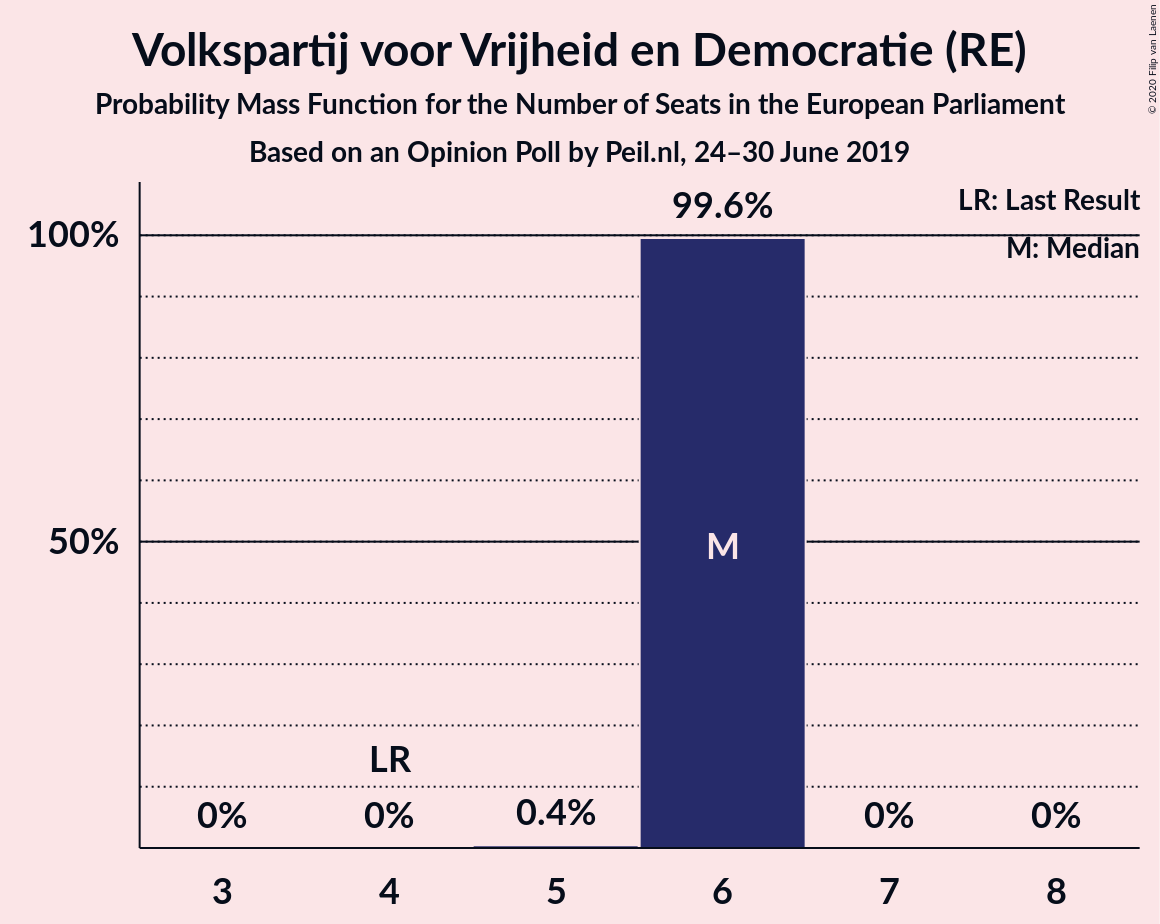 Volkspartij voor Vrijheid en Democratie (RE)
Probability Mass Function for the Number of Seats in the European Parliament
Based on an Opinion Poll by Peil.nl, 24–30 June 2019
© 2020 Filip van Laenen
99.6%
LR: Last Result
M: Median
100%
50%
M
LR
0%
0%
0.4%
0%
0%
3
4
5
6
7
8